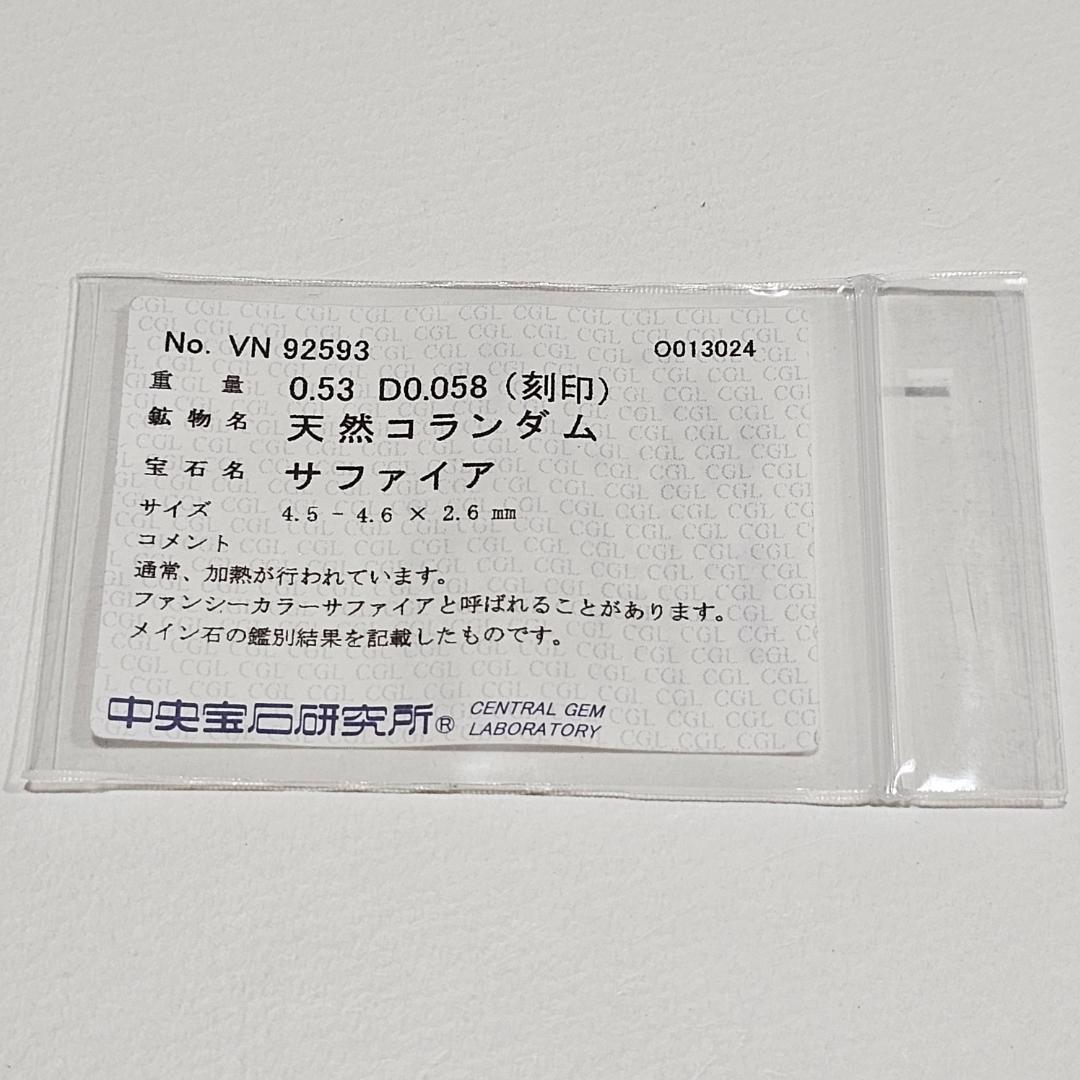 No. VN 92593 O013024
重量 0.53 D0.058 (刻印)
鉱物名 天然コランダム
宝石名 サファイア
サイズ 4.5 - 4.6 × 2.6 mm
コメント
通常、加熱が行われています。
ファンシーカラーサファイアと呼ばれることがあります。
メイン石の鑑別結果を記載したものです。
中央宝石研究所® CENTRAL GEM
LABORATORY